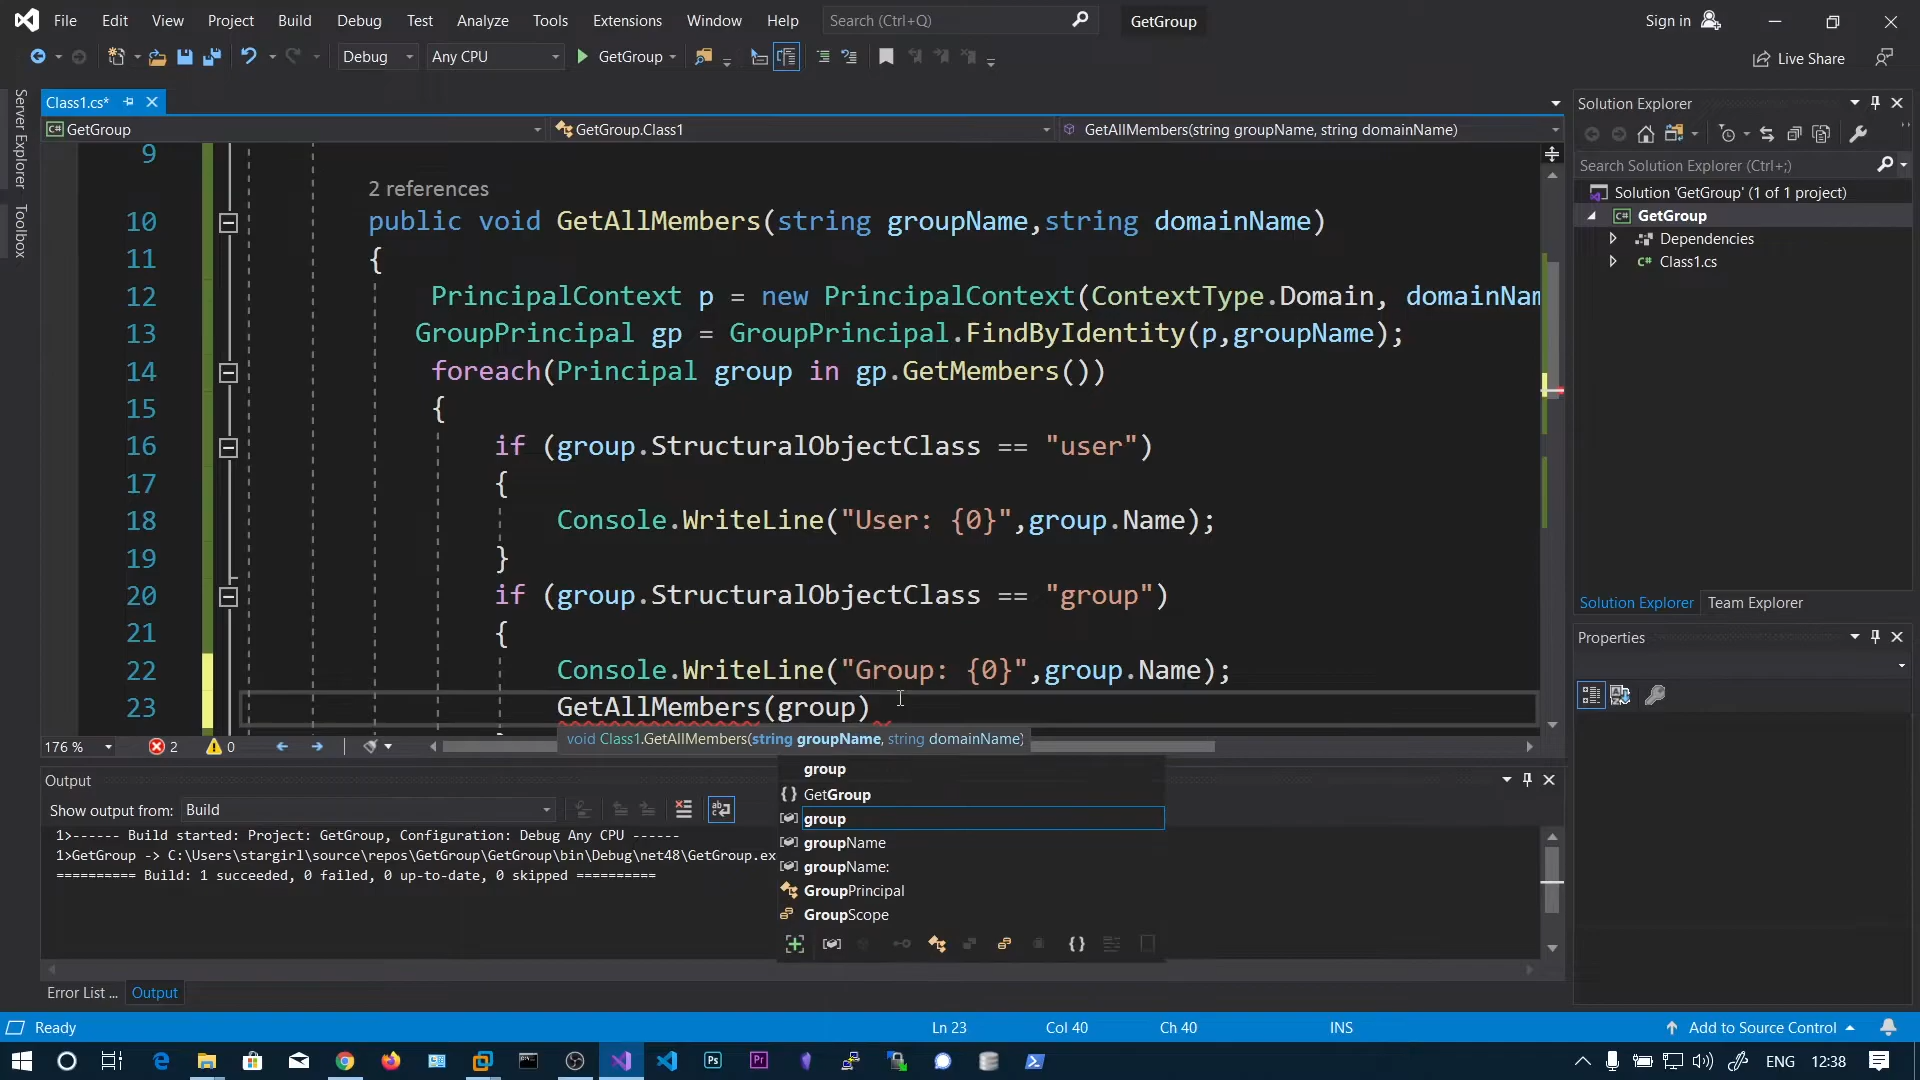 File Edit View Project Build Debug Test Analyze Tools Extensions Window Help Search (Ctrl+Q) GetGroup Sign in
Debug Any CPU GetGroup Live Share
Server Explorer
Toolbox
Class1.cs*
GetGroup GetGroup.Class1 GetAllMembers(string groupName, string domainName)
9
2 references
10 public void GetAllMembers(string groupName,string domainName)
11 {
12 PrincipalContext p = new PrincipalContext(ContextType.Domain, domainNam
13 GroupPrincipal gp = GroupPrincipal.FindByIdentity(p,groupName);
14 foreach(Principal group in gp.GetMembers())
15 {
16 if (group.StructuralObjectClass == "user")
17 {
18 Console.WriteLine("User: {0}",group.Name);
19 }
20 if (group.StructuralObjectClass == "group")
21 {
22 Console.WriteLine("Group: {0}",group.Name);
23 GetAllMembers(group)
void Class1.GetAllMembers(string groupName, string domainName)
group
GetGroup
group
groupName
groupName:
GroupPrincipal
GroupScope
176 % 2 0
Output
Show output from: Build
1>------ Build started: Project: GetGroup, Configuration: Debug Any CPU ------
1>GetGroup -> C:\Users\stargirl\source\repos\GetGroup\GetGroup\bin\Debug\net48\GetGroup.ex
========== Build: 1 succeeded, 0 failed, 0 up-to-date, 0 skipped ==========
Error List ... Output
Solution Explorer
Search Solution Explorer (Ctrl+;)
Solution 'GetGroup' (1 of 1 project)
C# GetGroup
Dependencies
C# Class1.cs
Solution Explorer Team Explorer
Properties
Ready Ln 23 Col 40 Ch 40 INS Add to Source Control
Ps Pr ENG 12:38